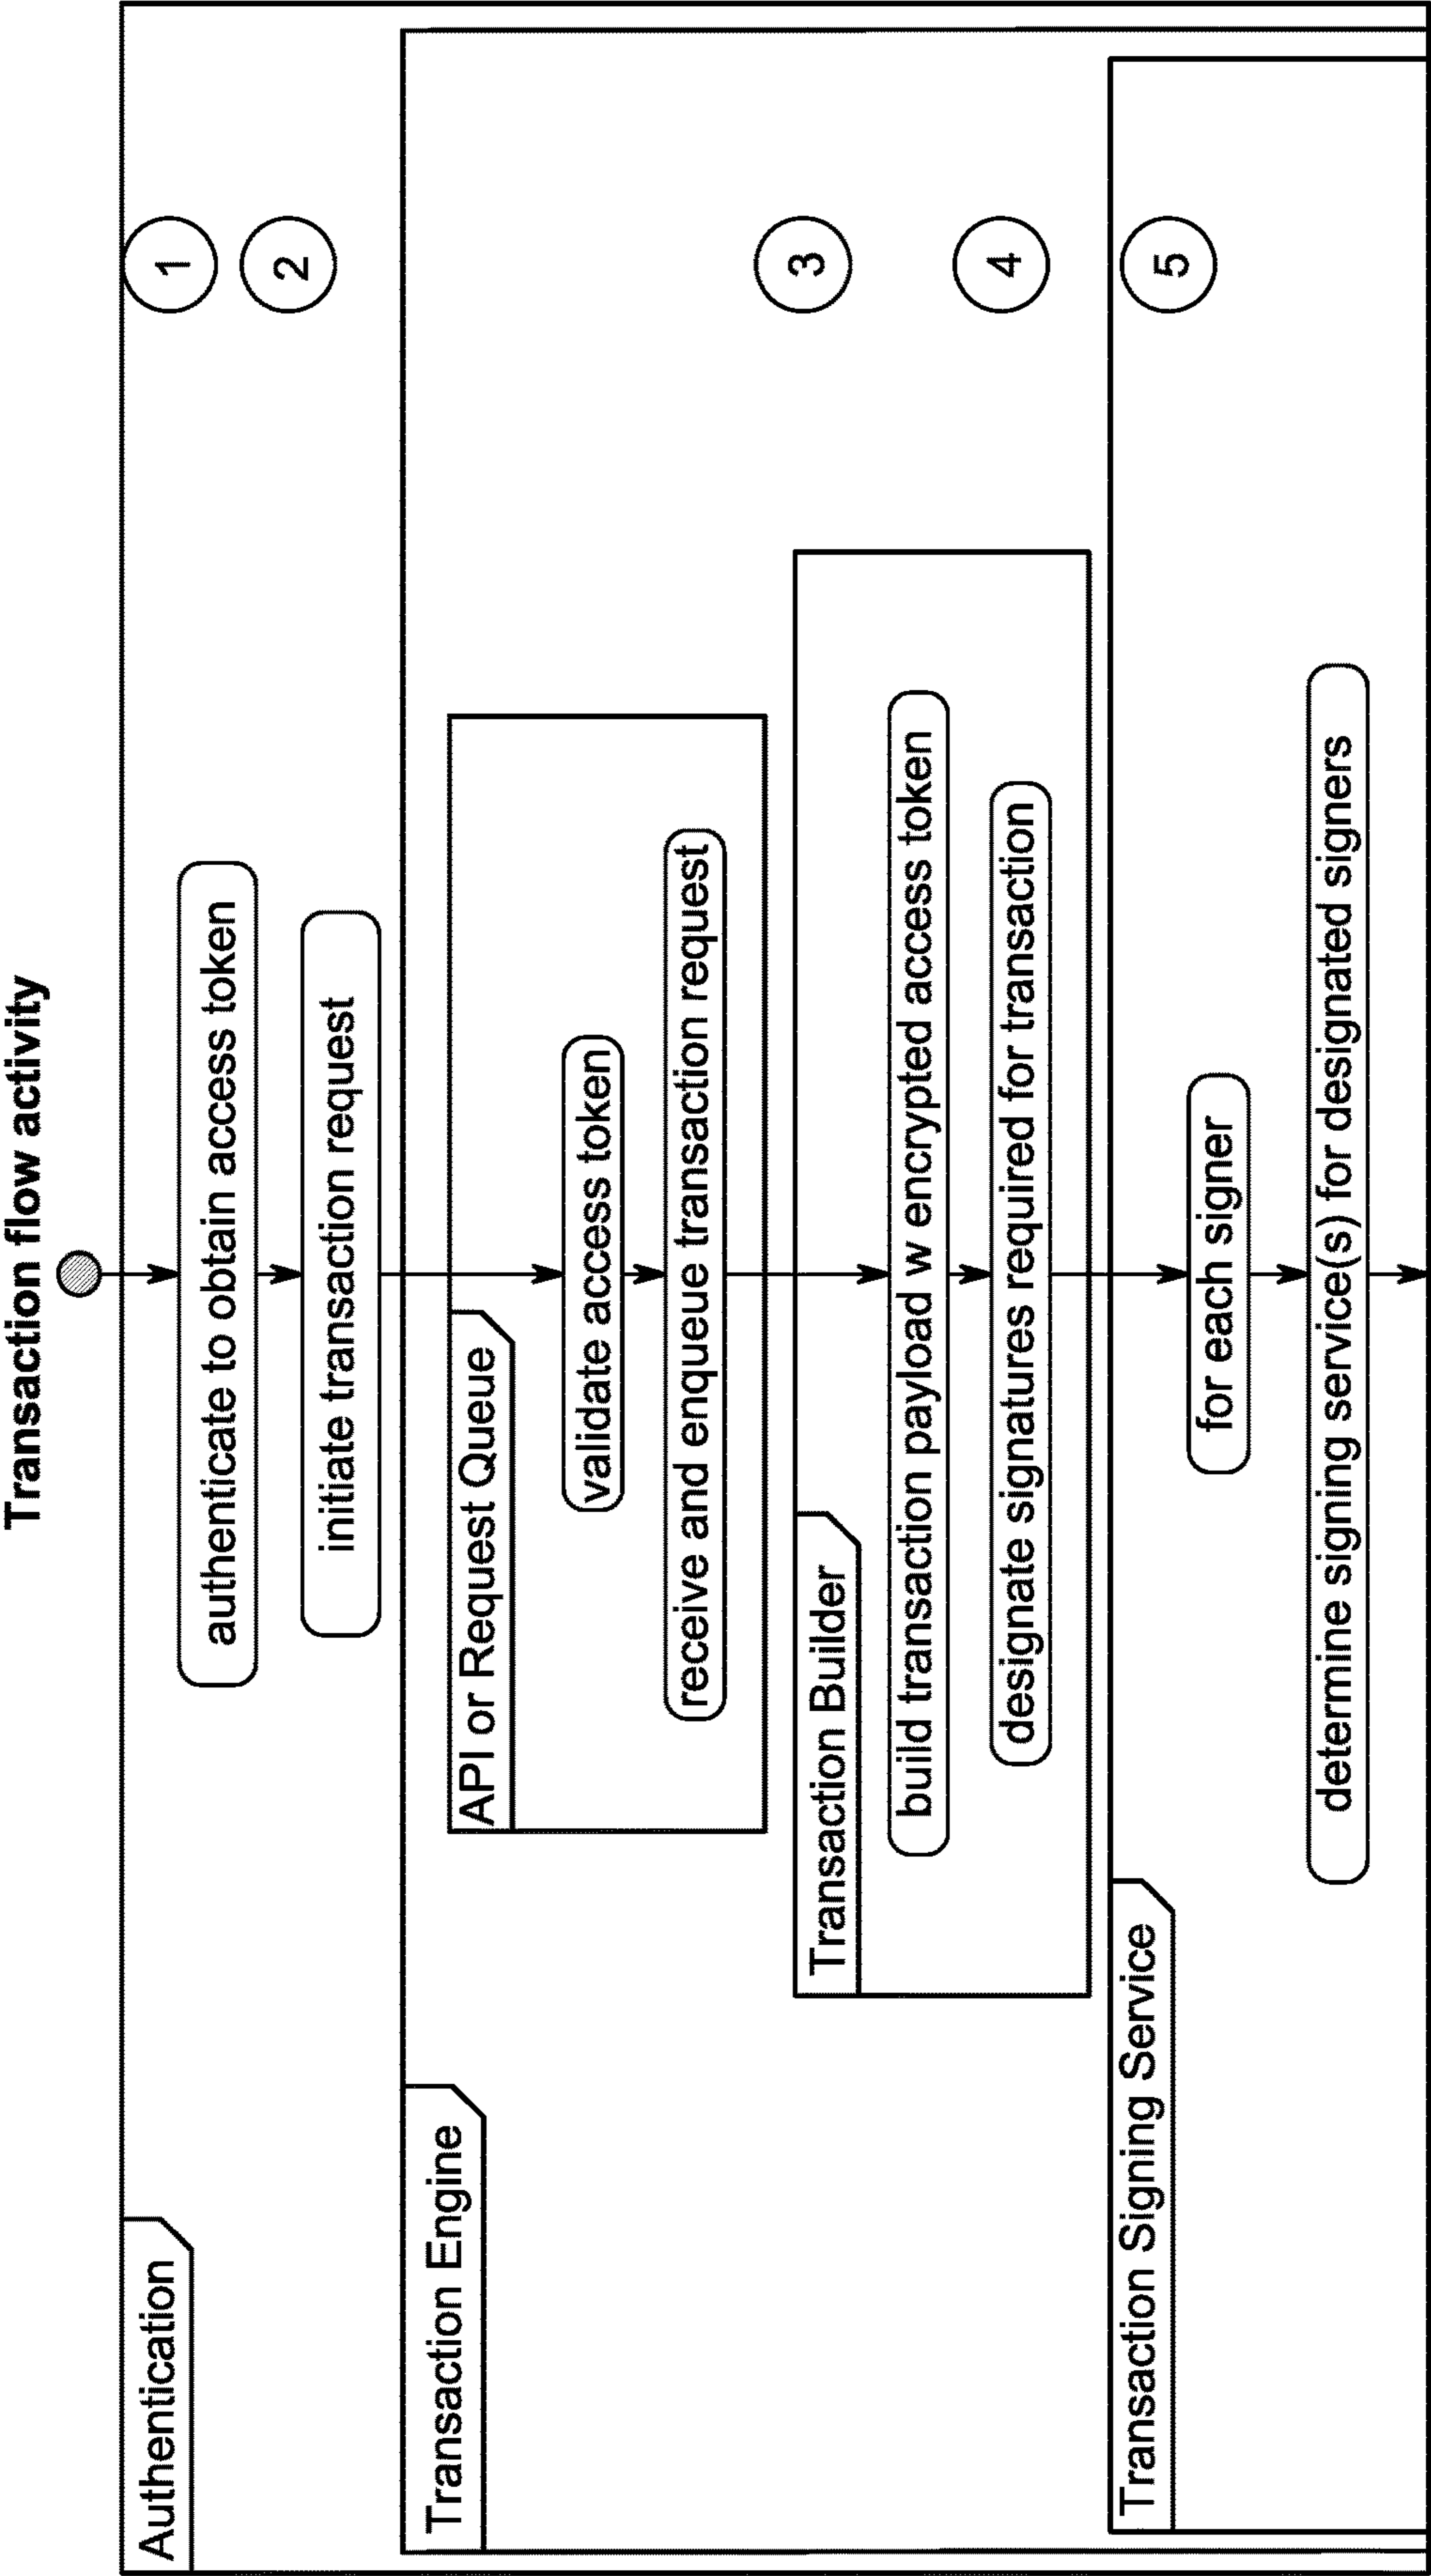 Transaction flow activity
Authentication
1
authenticate to obtain access token
2
initiate transaction request
Transaction Engine
API or Request Queue
validate access token
receive and enqueue transaction request
3
Transaction Builder
build transaction payload w encrypted access token
4
designate signatures required for transaction
5
Transaction Signing Service
for each signer
determine signing service(s) for designated signers